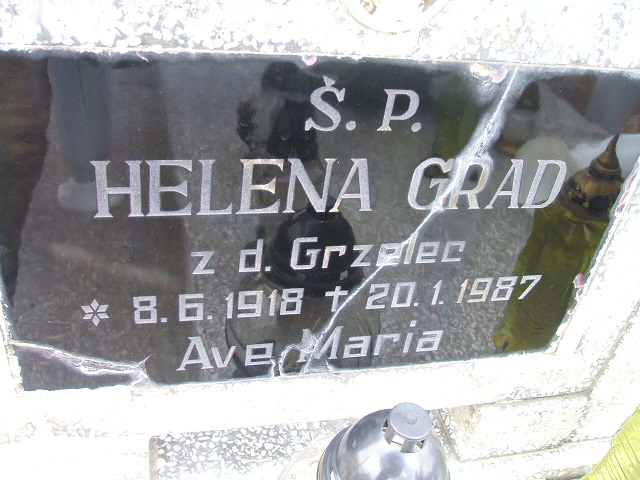 Ś. P.
HELENA GRAD
z d. Grzelec
* 8.6.1918 + 20.1.1987
Ave Maria